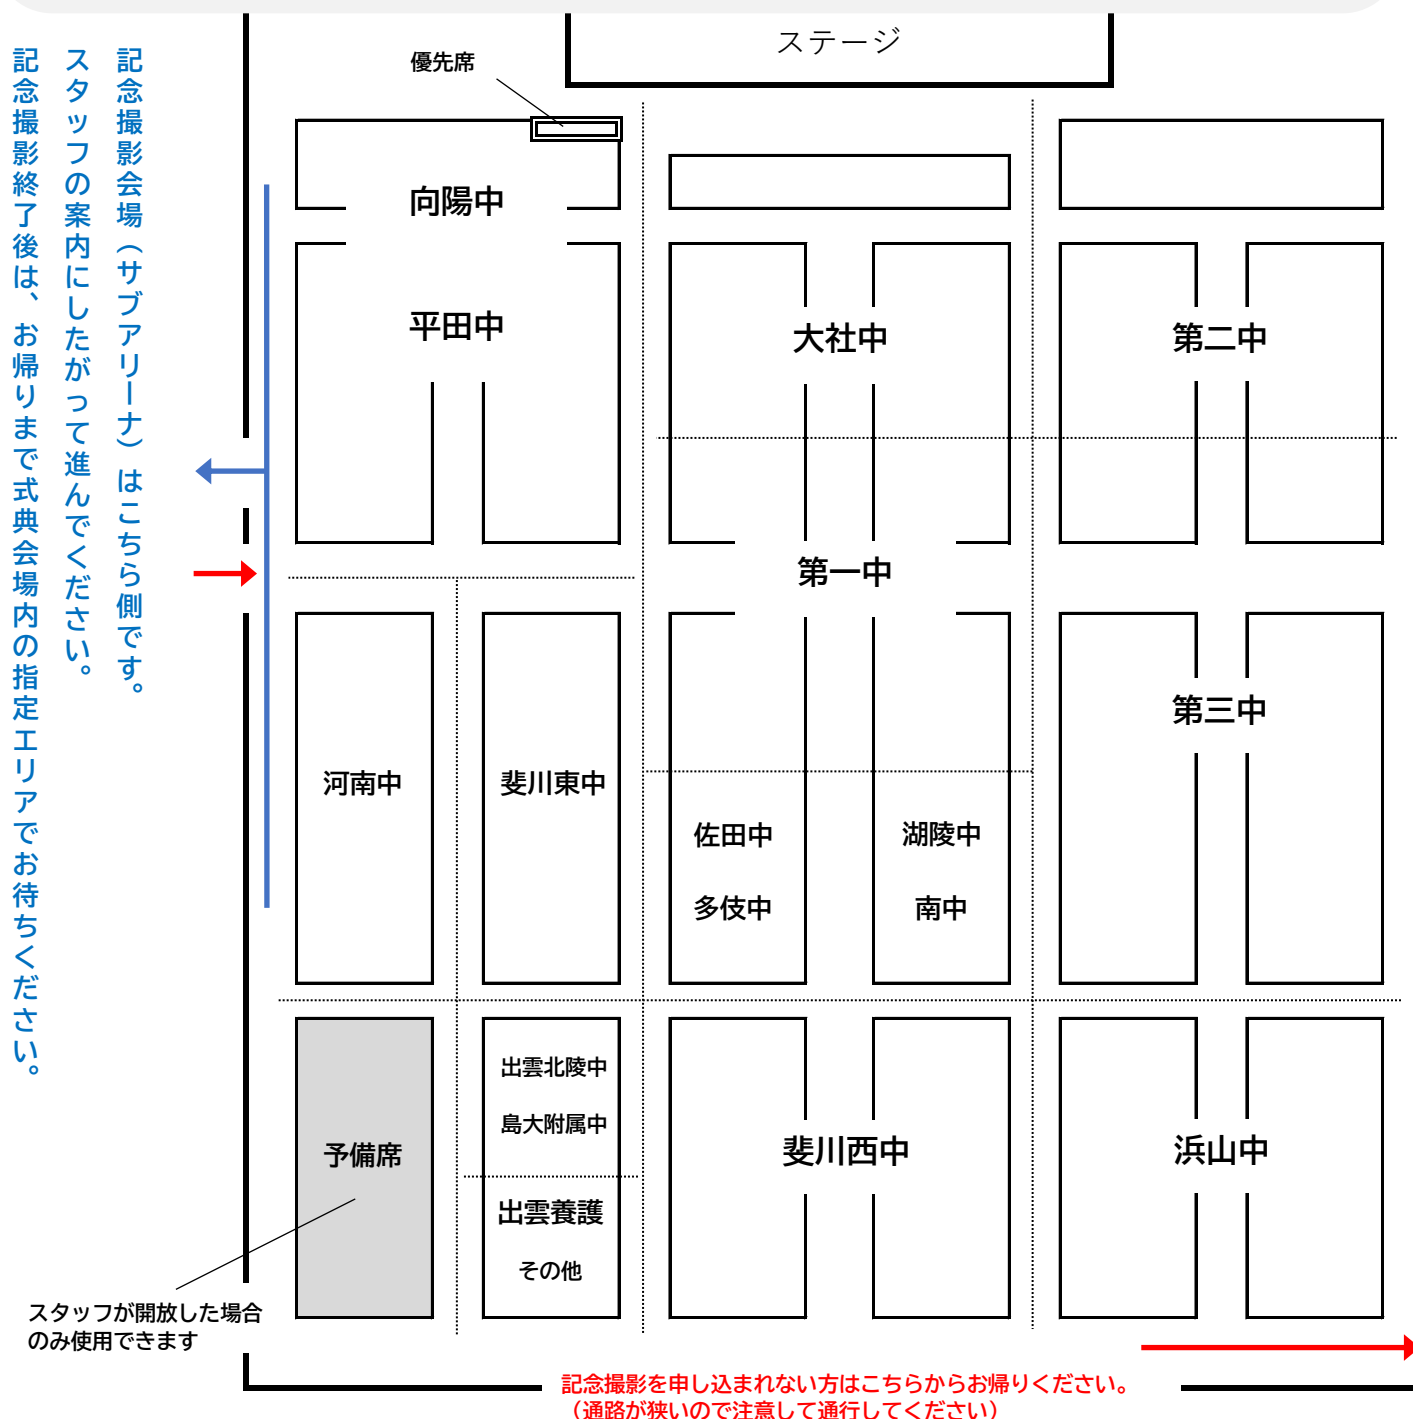 ステージ
優先席
記念撮影会場（サブアリーナ）はこちら側です。
スタッフの案内にしたがって進んでください。
記念撮影終了後は、お帰りまで式典会場内の指定エリアでお待ちください。
向陽中
平田中
大社中
第二中
第一中
第三中
河南中
斐川東中
佐田中
多伎中
湖陵中
南中
予備席
出雲北陵中
島大附属中
出雲養護
その他
斐川西中
浜山中
スタッフが開放した場合
のみ使用できます
記念撮影を申し込まれない方はこちらからお帰りください。
（通路が狭いので注意して通行してください）